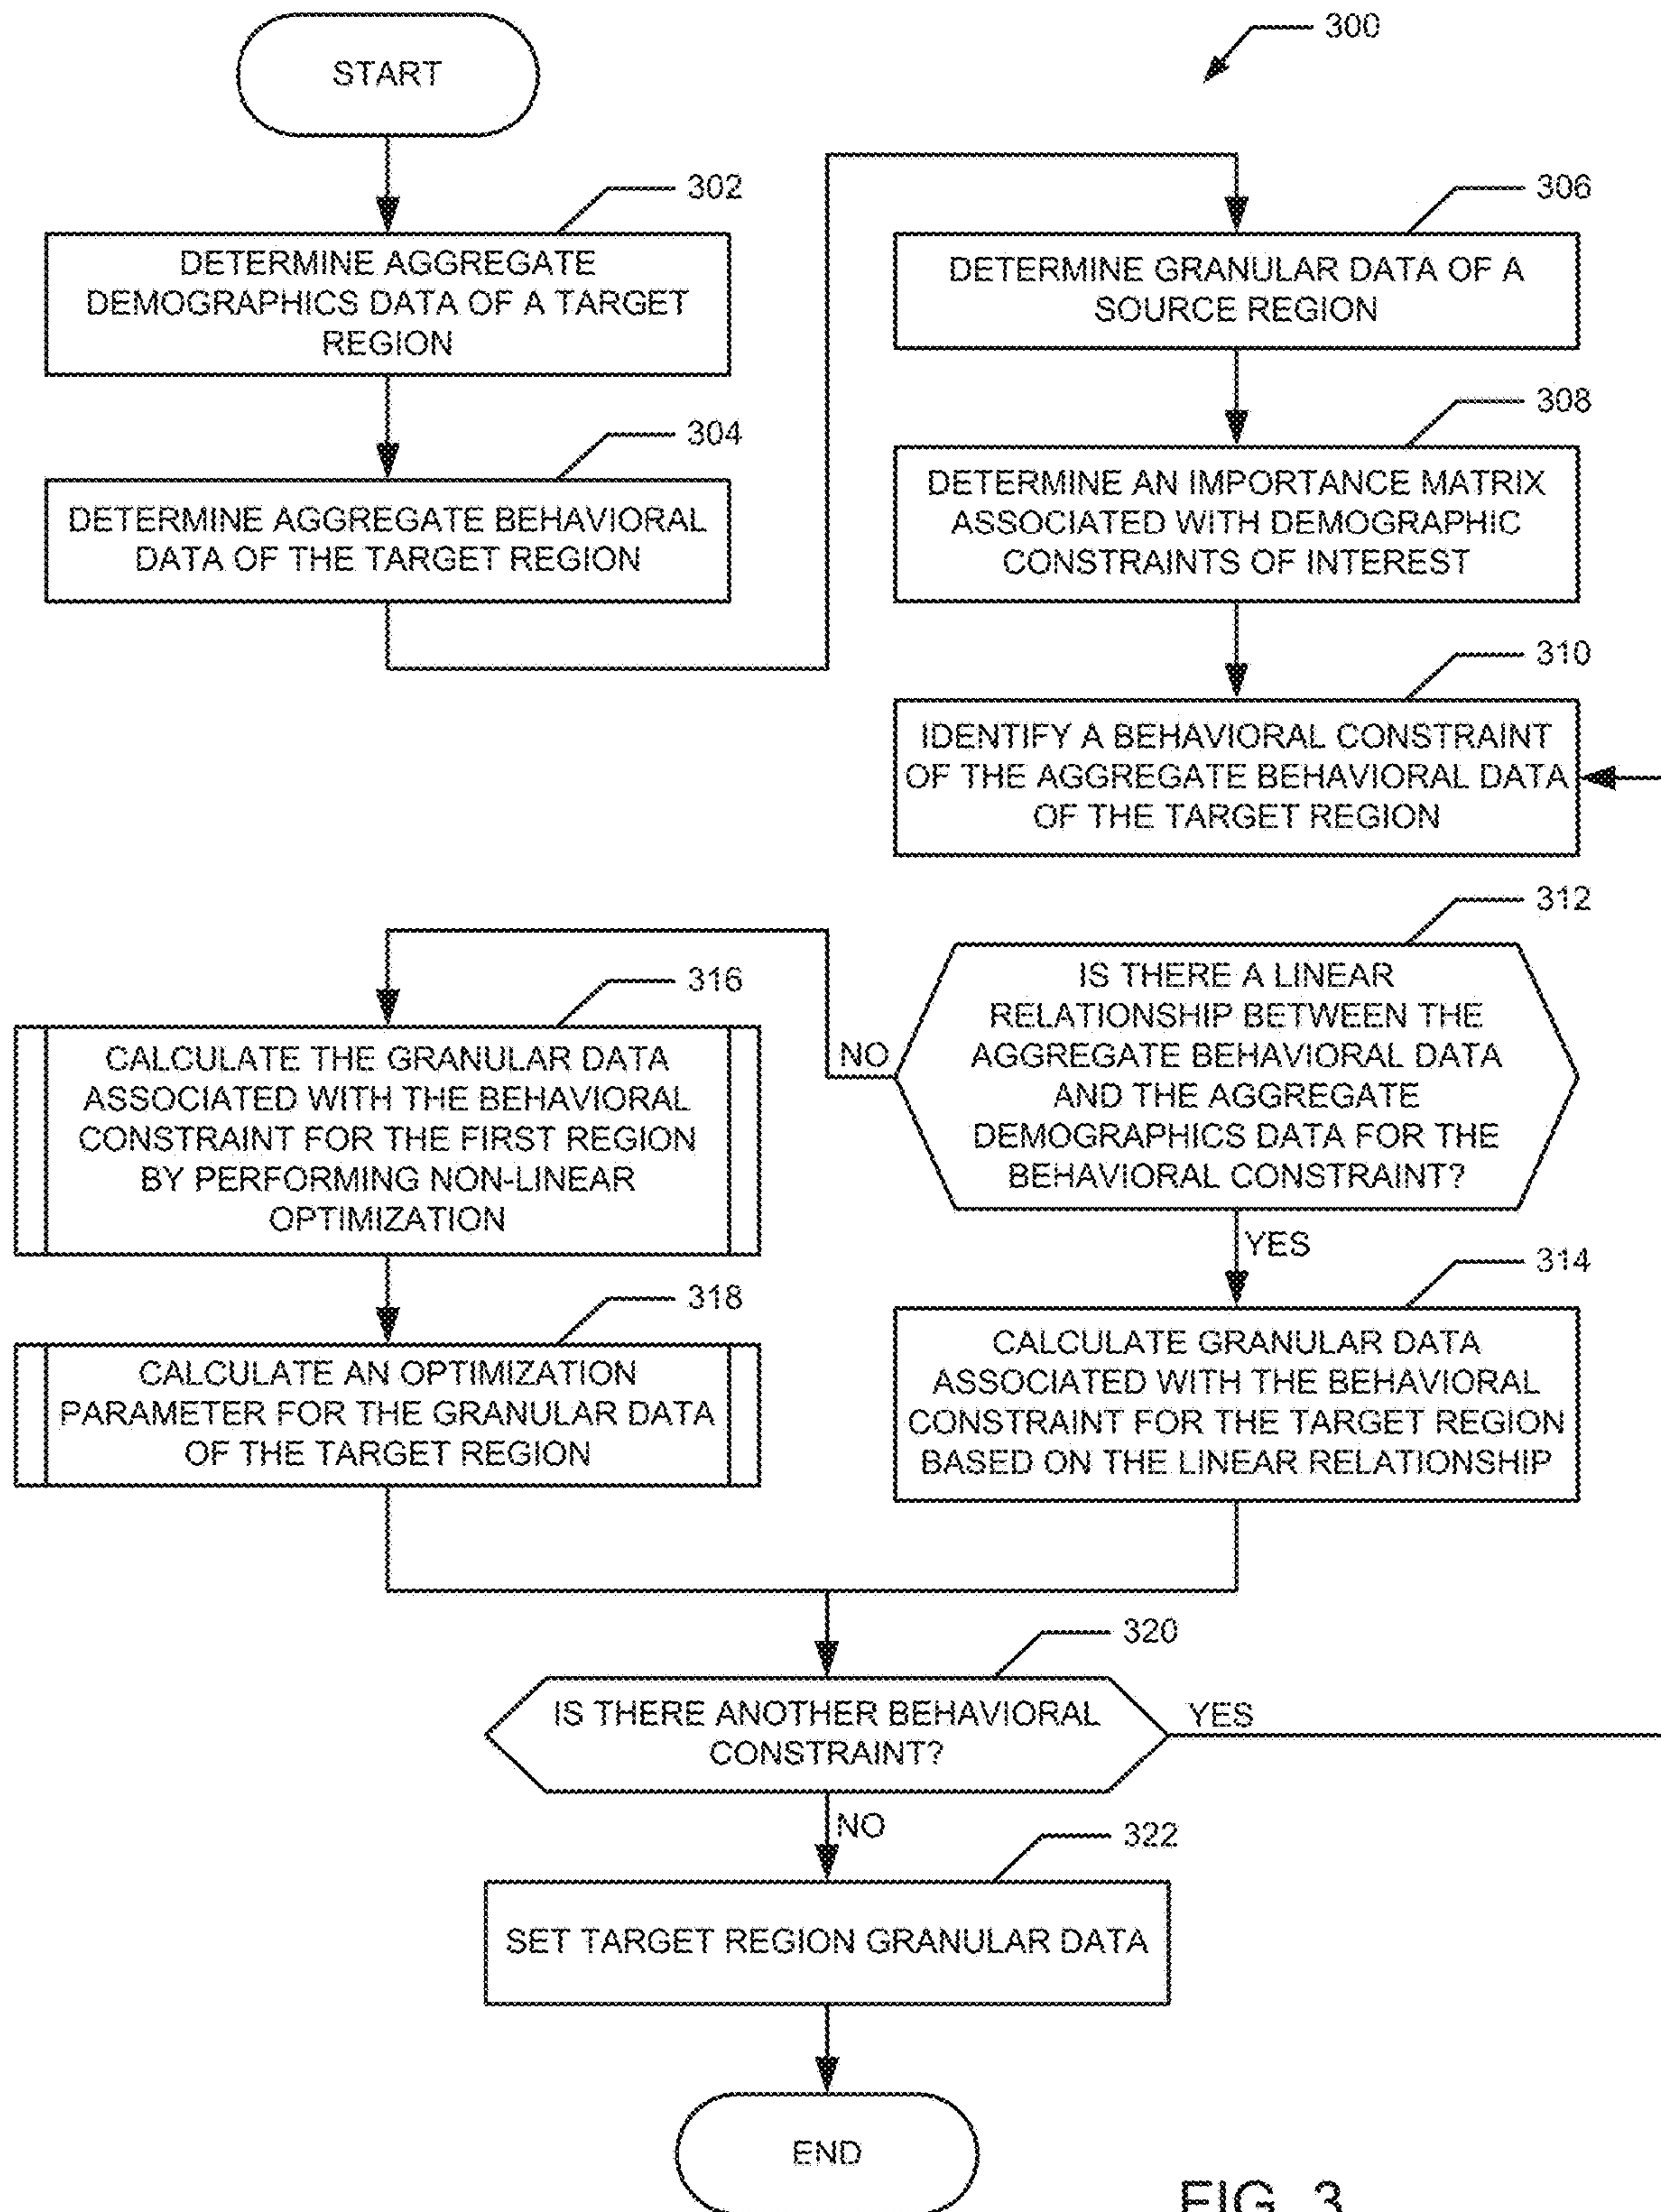 300
START
302
DETERMINE AGGREGATE
DEMOGRAPHICS DATA OF A TARGET
REGION
304
DETERMINE AGGREGATE BEHAVIORAL
DATA OF THE TARGET REGION
306
DETERMINE GRANULAR DATA OF A
SOURCE REGION
308
DETERMINE AN IMPORTANCE MATRIX
ASSOCIATED WITH DEMOGRAPHIC
CONSTRAINTS OF INTEREST
310
IDENTIFY A BEHAVIORAL CONSTRAINT
OF THE AGGREGATE BEHAVIORAL DATA
OF THE TARGET REGION
312
IS THERE A LINEAR
RELATIONSHIP BETWEEN THE
AGGREGATE BEHAVIORAL DATA
AND THE AGGREGATE
DEMOGRAPHICS DATA FOR THE
BEHAVIORAL CONSTRAINT?
NO
YES
316
CALCULATE THE GRANULAR DATA
ASSOCIATED WITH THE BEHAVIORAL
CONSTRAINT FOR THE FIRST REGION
BY PERFORMING NON-LINEAR
OPTIMIZATION
318
CALCULATE AN OPTIMIZATION
PARAMETER FOR THE GRANULAR DATA
OF THE TARGET REGION
314
CALCULATE GRANULAR DATA
ASSOCIATED WITH THE BEHAVIORAL
CONSTRAINT FOR THE TARGET REGION
BASED ON THE LINEAR RELATIONSHIP
320
IS THERE ANOTHER BEHAVIORAL
CONSTRAINT?
YES
NO
322
SET TARGET REGION GRANULAR DATA
END
FIG. 3